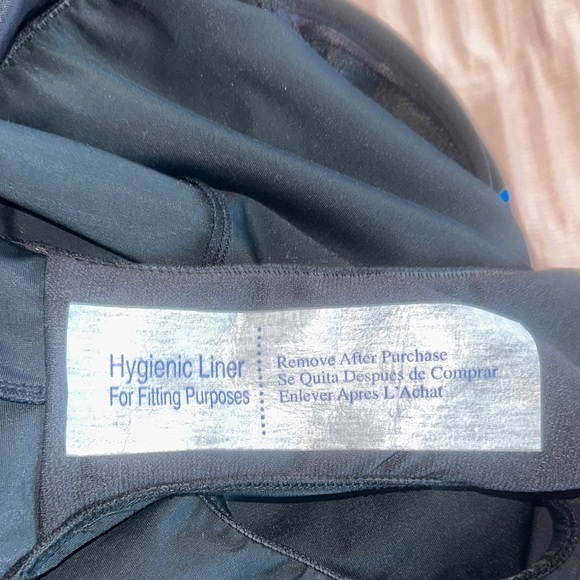 Hygienic Liner
For Fitting Purposes
Remove After Purchase
Se Quita Despues de Comprar
Enlever Apres L'Achat